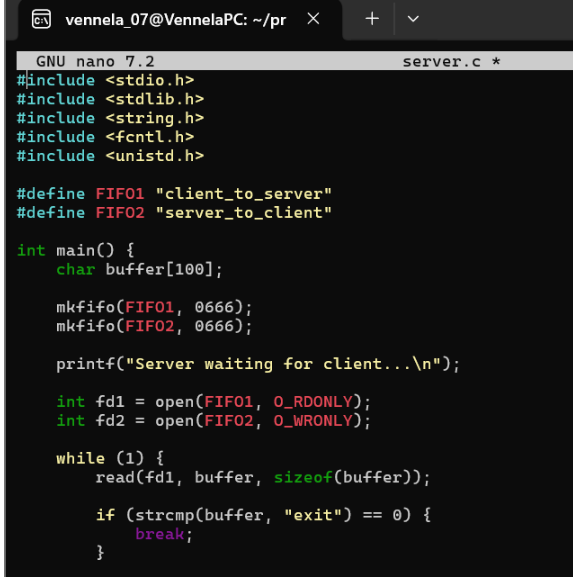 vennela_07@VennelaPC: ~/pr
GNU nano 7.2 server.c *
#include <stdio.h>
#include <stdlib.h>
#include <string.h>
#include <fcntl.h>
#include <unistd.h>

#define FIFO1 "client_to_server"
#define FIFO2 "server_to_client"

int main() {
    char buffer[100];

    mkfifo(FIFO1, 0666);
    mkfifo(FIFO2, 0666);

    printf("Server waiting for client...\n");

    int fd1 = open(FIFO1, O_RDONLY);
    int fd2 = open(FIFO2, O_WRONLY);

    while (1) {
        read(fd1, buffer, sizeof(buffer));

        if (strcmp(buffer, "exit") == 0) {
            break;
        }